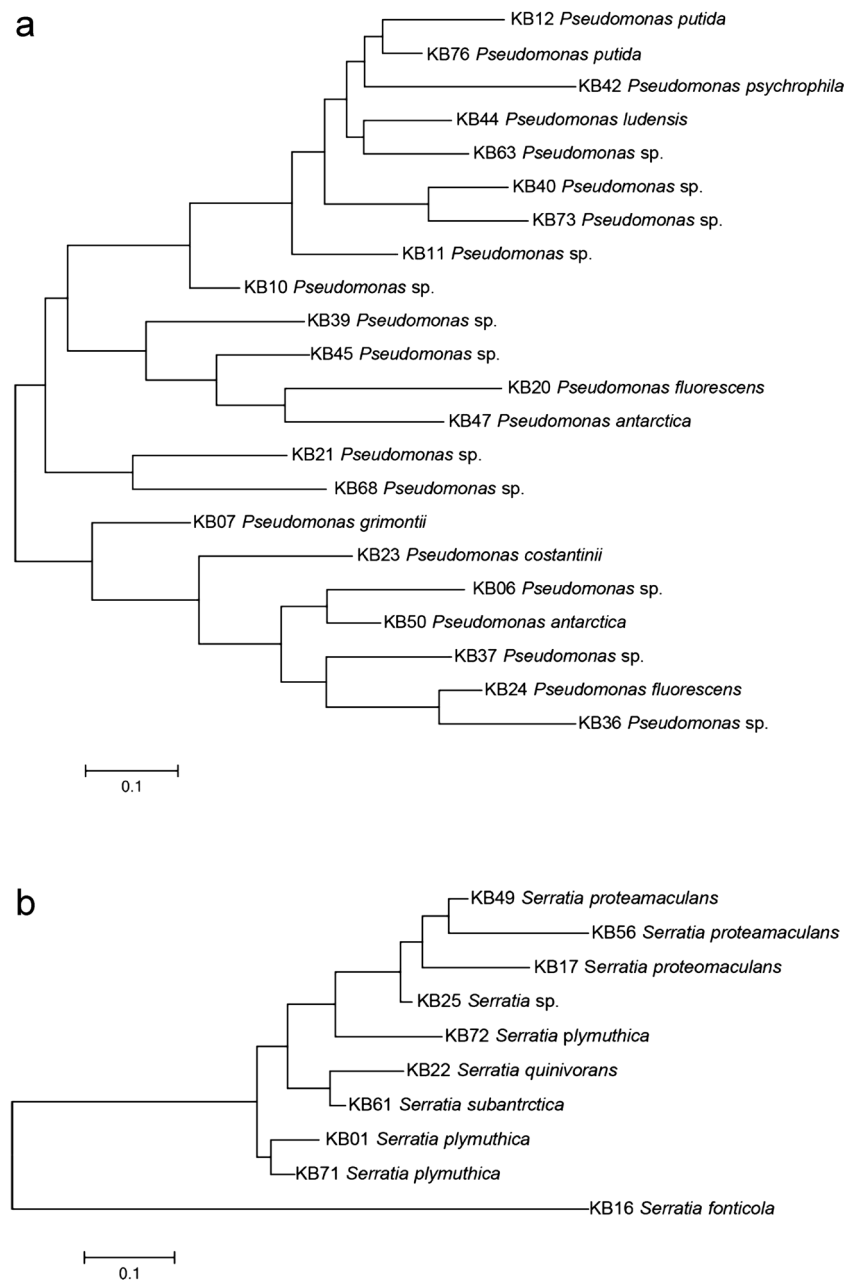 a
KB12 Pseudomonas putida
KB76 Pseudomonas putida
KB42 Pseudomonas psychrophila
KB44 Pseudomonas ludensis
KB63 Pseudomonas sp.
KB40 Pseudomonas sp.
KB73 Pseudomonas sp.
KB11 Pseudomonas sp.
KB10 Pseudomonas sp.
KB39 Pseudomonas sp.
KB45 Pseudomonas sp.
KB20 Pseudomonas fluorescens
KB47 Pseudomonas antarctica
KB21 Pseudomonas sp.
KB68 Pseudomonas sp.
KB07 Pseudomonas grimontii
KB23 Pseudomonas costantinii
KB06 Pseudomonas sp.
KB50 Pseudomonas antarctica
KB37 Pseudomonas sp.
KB24 Pseudomonas fluorescens
KB36 Pseudomonas sp.
0.1
b
KB49 Serratia proteamaculans
KB56 Serratia proteamaculans
KB17 Serratia proteomaculans
KB25 Serratia sp.
KB72 Serratia plymuthica
KB22 Serratia quinivorans
KB61 Serratia subantrctica
KB01 Serratia plymuthica
KB71 Serratia plymuthica
KB16 Serratia fonticola
0.1